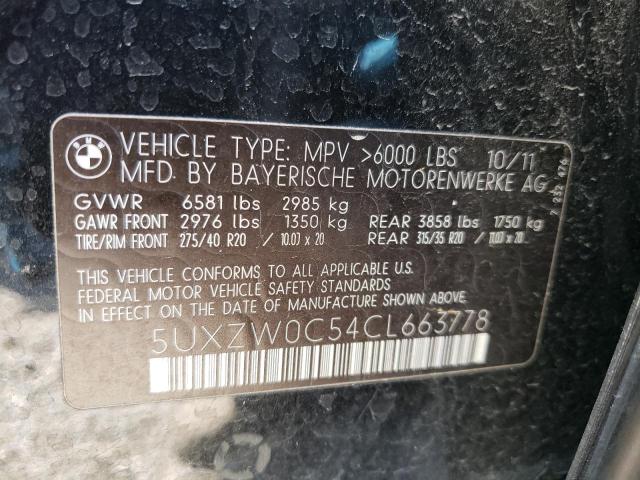 BMW
VEHICLE TYPE: MPV >6000 LBS 10/11
MFD BY BAYERISCHE MOTORENWERKE AG
GVWR 6581 lbs 2985 kg
GAWR FRONT 2976 lbs 1350 kg REAR 3858 lbs 1750 kg
TIRE/RIM FRONT 275/40 R20 / 10.0J x 20 REAR 315/35 R20 / 11.0J x 20
THIS VEHICLE CONFORMS TO ALL APPLICABLE U.S.
FEDERAL MOTOR VEHICLE SAFETY STANDARDS
IN EFFECT ON THE DATE OF MANUFACTURE SHOWN ABOVE.
5UXZW0C54CL663778